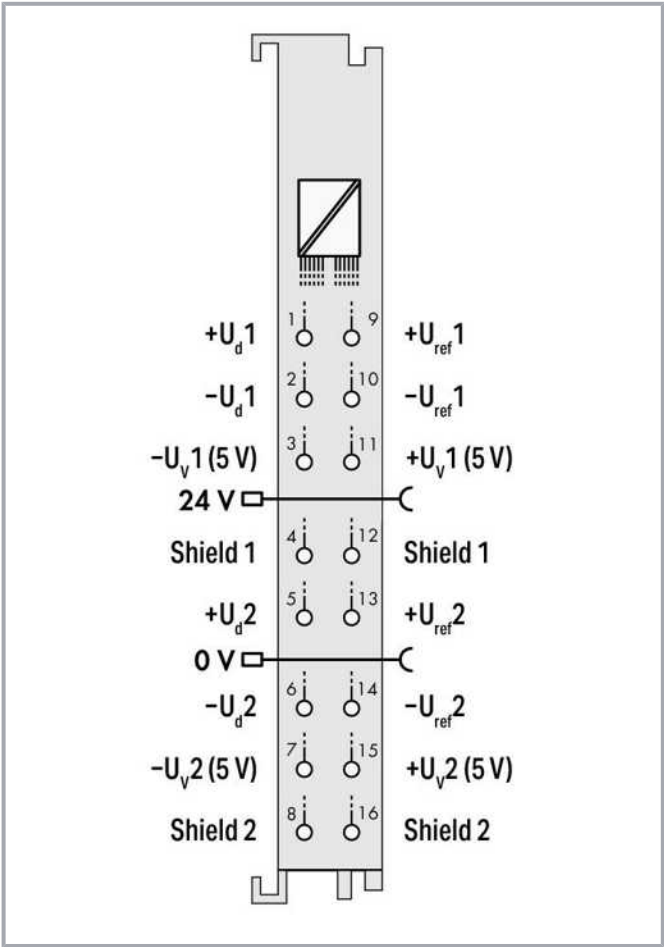 +Ud1 1 9 +Uref1
−Ud1 2 10 −Uref1
−UV1 (5 V) 3 11 +UV1 (5 V)
24 V
Shield 1 4 12 Shield 1
+Ud2 5 13 +Uref2
0 V
−Ud2 6 14 −Uref2
−UV2 (5 V) 7 15 +UV2 (5 V)
Shield 2 8 16 Shield 2